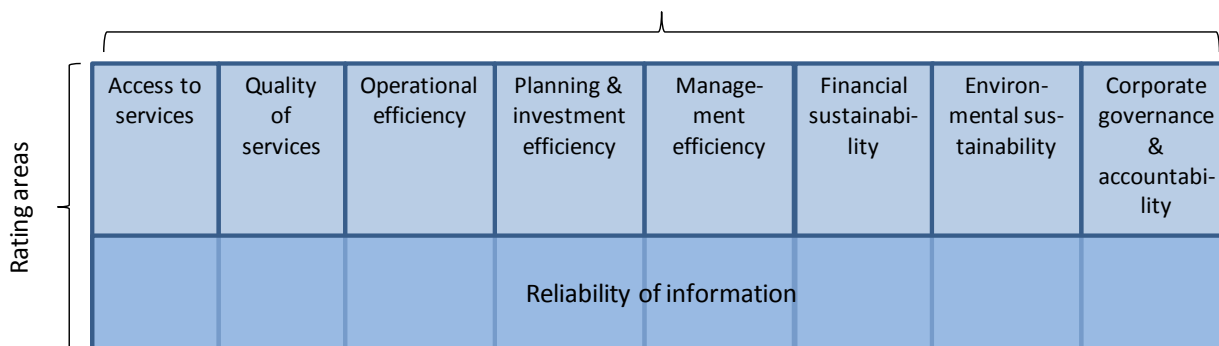 Rating areas
Access to
services
Quality
of
services
Operational
efficiency
Planning &
investment
efficiency
Manage-
ment
efficiency
Financial
sustainabi-
lity
Environ-
mental sus-
tainability
Corporate
governance
&
accountabi-
lity
Reliability of information